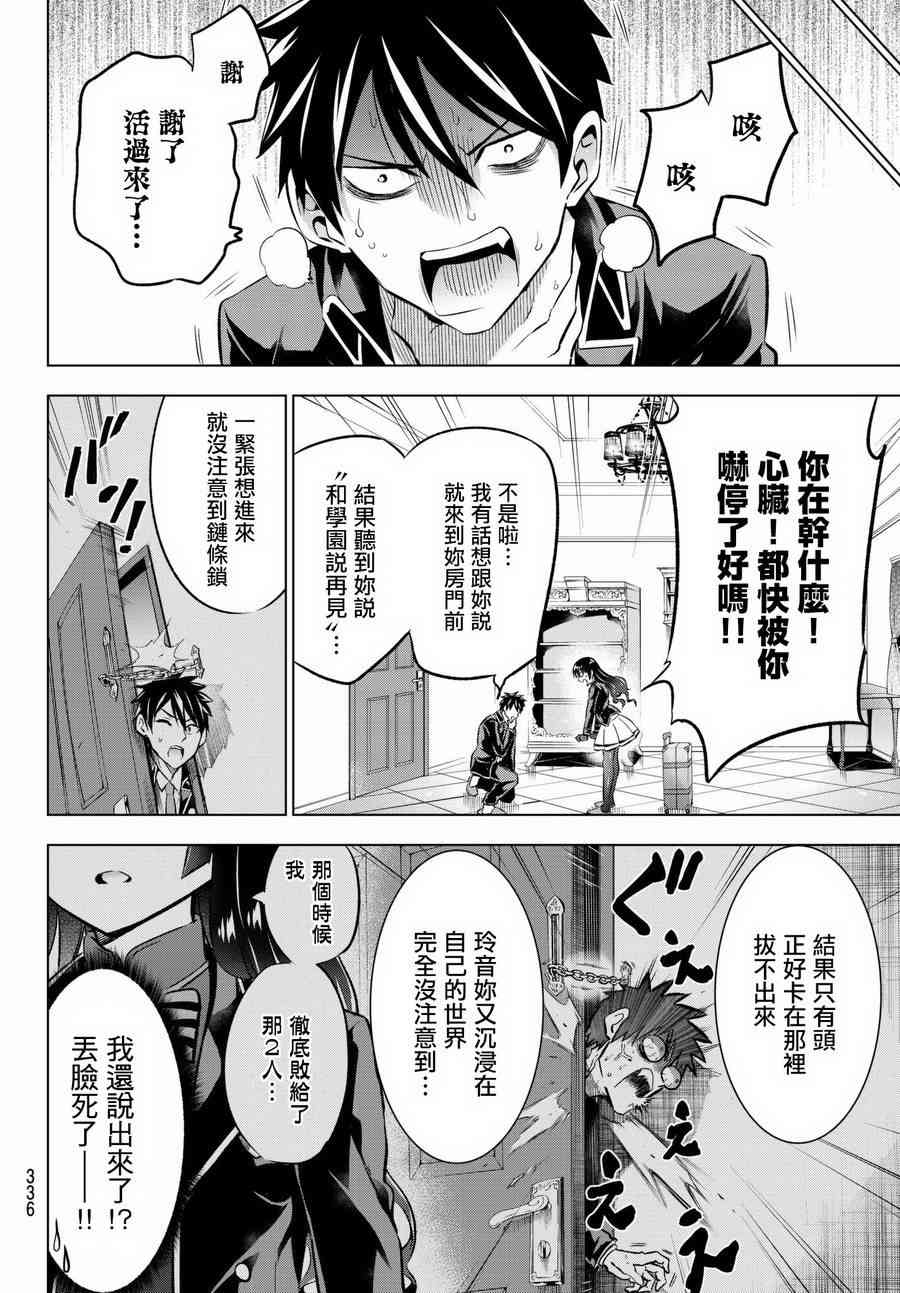 咳
咳
謝
謝了
活過來了…
你在幹什麼！
心臟！都快被你
嚇停了好嗎!!
不是啦…
我有話想跟妳說
就來到妳房門前
結果聽到妳說
〝和學園說再見〞…
一緊張想進來
就沒注意到鏈條鎖
ガッ!!
結果只有頭
正好卡在那裡
拔不出來
ぐぇ
ぇ
ぇぇ
玲音妳又沉浸在
自己的世界
完全沒注意到…
那個時候
我
徹底敗給了
那2人…
我還說出來了!?
丟臉死了——!!
336